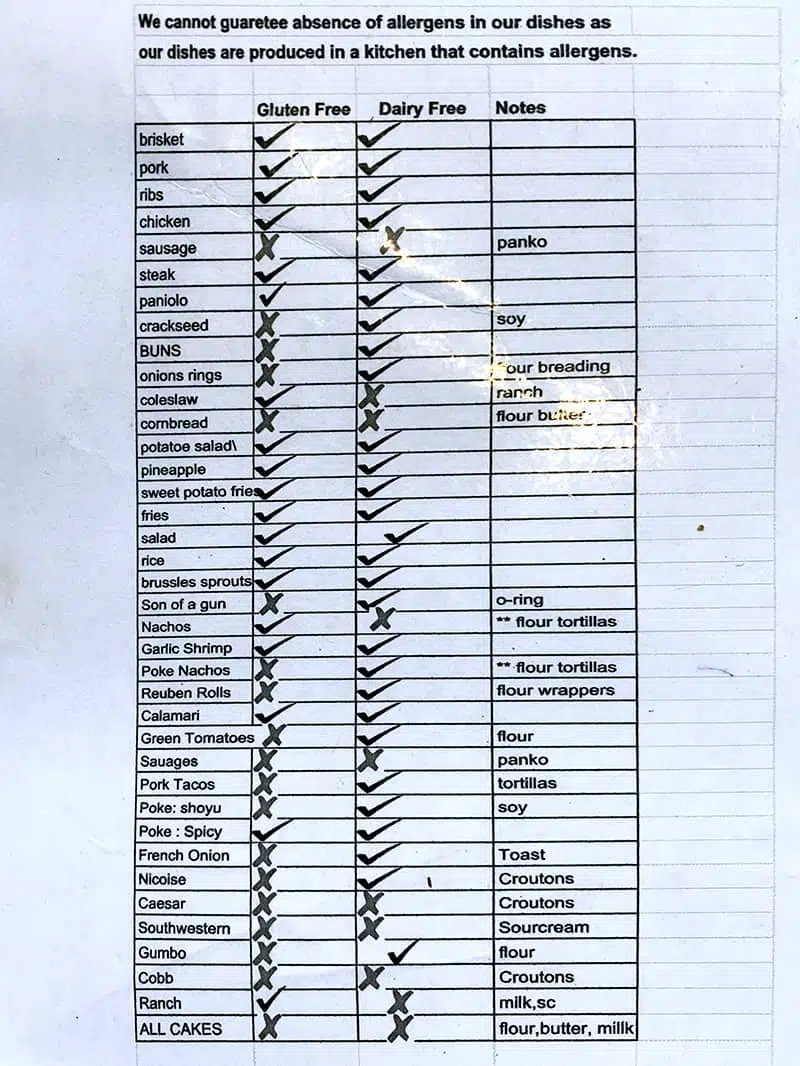 We cannot guaretee absence of allergens in our dishes as
our dishes are produced in a kitchen that contains allergens.
Gluten Free Dairy Free Notes
brisket
pork
ribs
chicken
sausage panko
steak
paniolo
crackseed soy
BUNS
onions rings our breading
coleslaw ranch
cornbread flour butter
potatoe salad\
pineapple
sweet potato fries
fries
salad
rice
brussles sprouts
Son of a gun o-ring
Nachos ** flour tortillas
Garlic Shrimp
Poke Nachos ** flour tortillas
Reuben Rolls flour wrappers
Calamari
Green Tomatoes flour
Sauages panko
Pork Tacos tortillas
Poke: shoyu soy
Poke : Spicy
French Onion Toast
Nicoise Croutons
Caesar Croutons
Southwestern Sourcream
Gumbo flour
Cobb Croutons
Ranch milk,sc
ALL CAKES flour,butter, millk